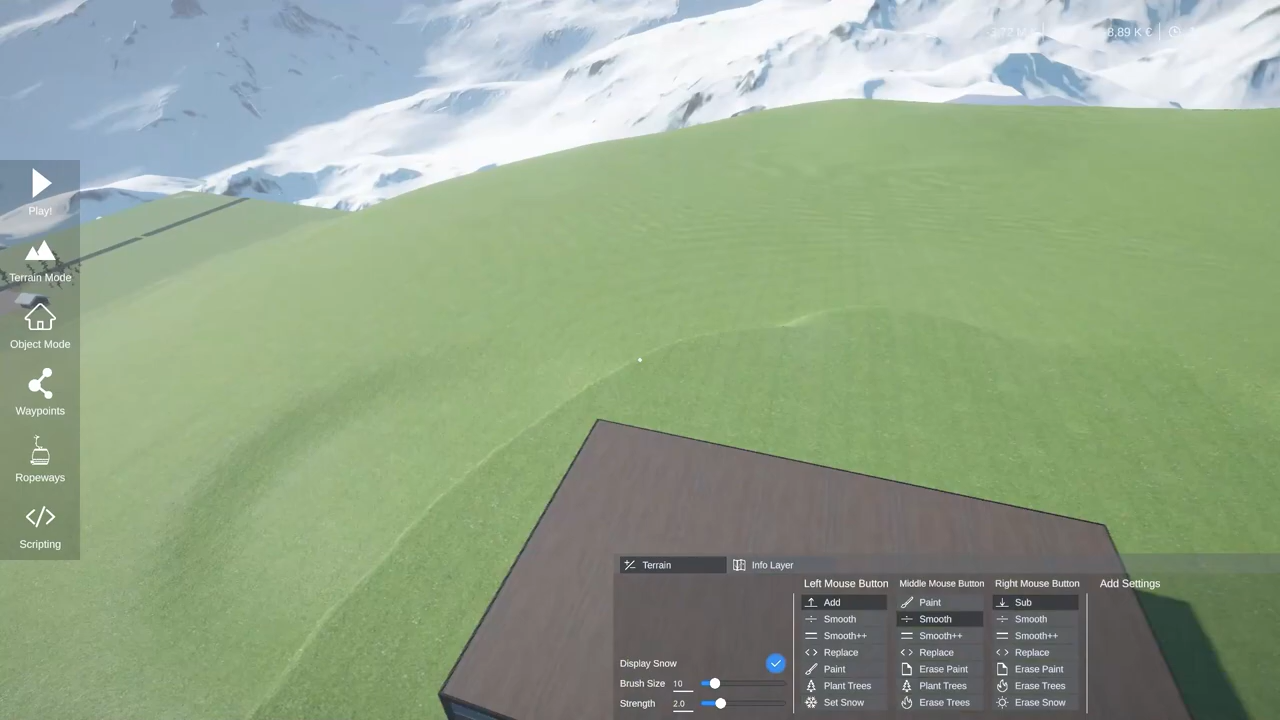 8,89 K €
Play!
Terrain Mode
Object Mode
Waypoints
Ropeways
Scripting
Terrain
Info Layer
Left Mouse Button
Middle Mouse Button
Right Mouse Button
Add Settings
Add
Paint
Sub
Smooth
Smooth
Smooth
Smooth++
Smooth++
Smooth++
Display Snow
Replace
Replace
Replace
Paint
Erase Paint
Erase Paint
Brush Size 10
Plant Trees
Plant Trees
Erase Trees
Strength 2.0
Set Snow
Erase Trees
Erase Snow